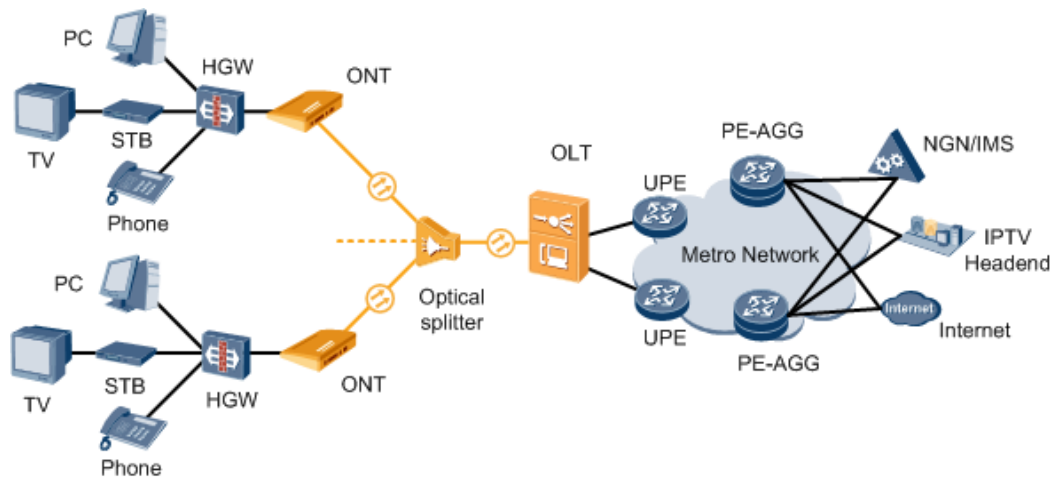 PC
HGW
ONT
STB
TV
Phone
PC
HGW
ONT
STB
TV
Phone
Optical
splitter
OLT
UPE
UPE
PE-AGG
Metro Network
PE-AGG
NGN/IMS
IPTV
Headend
Internet
Internet